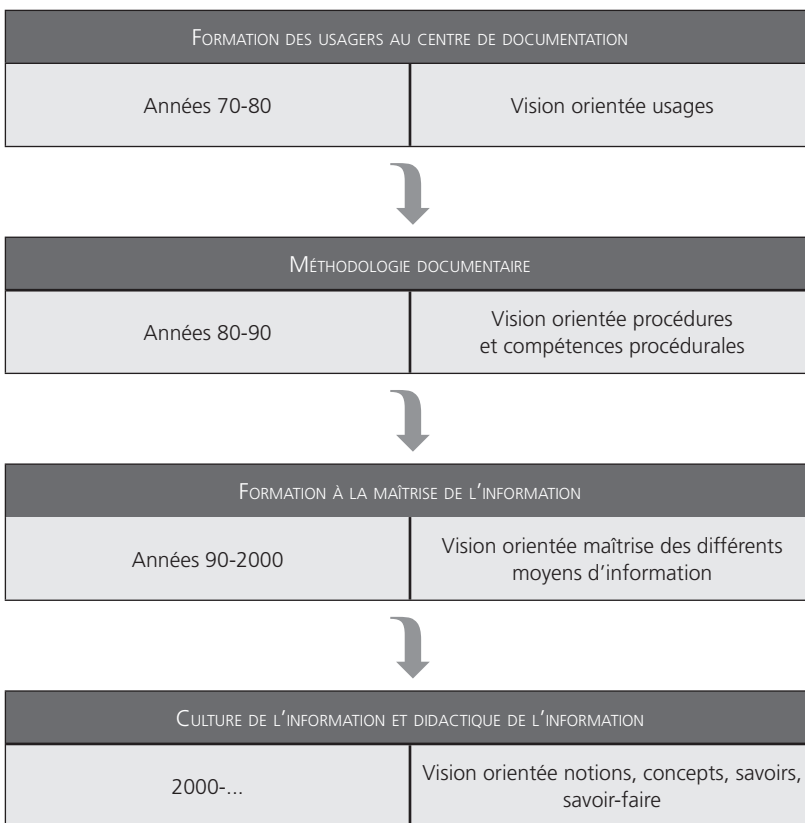 FORMATION DES USAGERS AU CENTRE DE DOCUMENTATION
Années 70-80
Vision orientée usages
MÉTHODOLOGIE DOCUMENTAIRE
Années 80-90
Vision orientée procédures
et compétences procédurales
FORMATION À LA MAÎTRISE DE L'INFORMATION
Années 90-2000
Vision orientée maîtrise des différents
moyens d'information
CULTURE DE L'INFORMATION ET DIDACTIQUE DE L'INFORMATION
2000-...
Vision orientée notions, concepts, savoirs,
savoir-faire